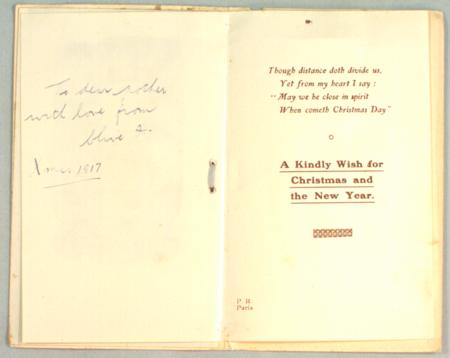 To dear mother
with love from
Xmas 1917
Though distance doth divide us,
Yet from my heart I say :
"May we be close in spirit
When cometh Christmas Day"
A Kindly Wish for
Christmas and
the New Year.
P. H.
Paris